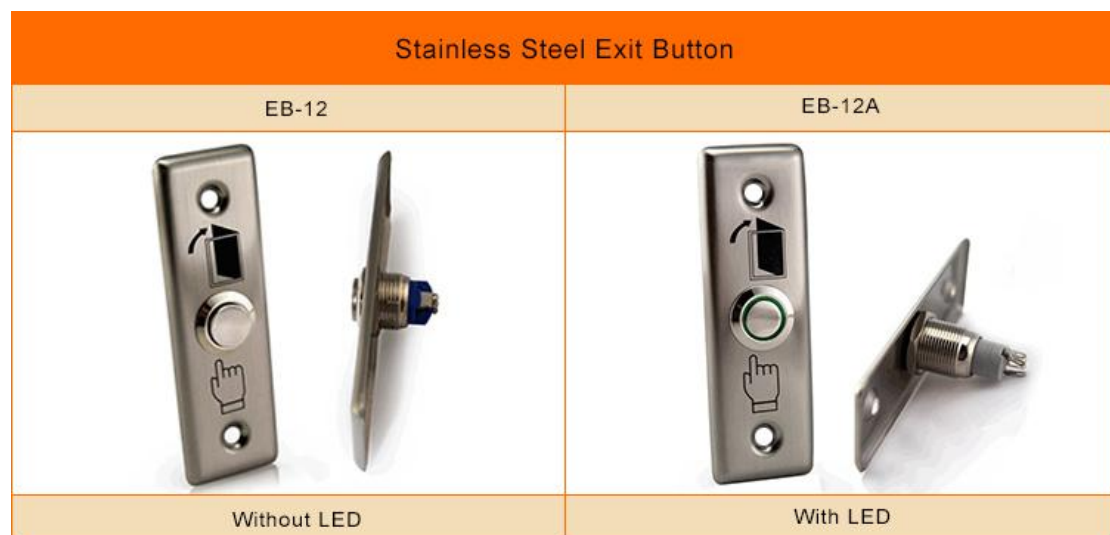 Stainless Steel Exit Button
EB-12
EB-12A
Without LED
With LED